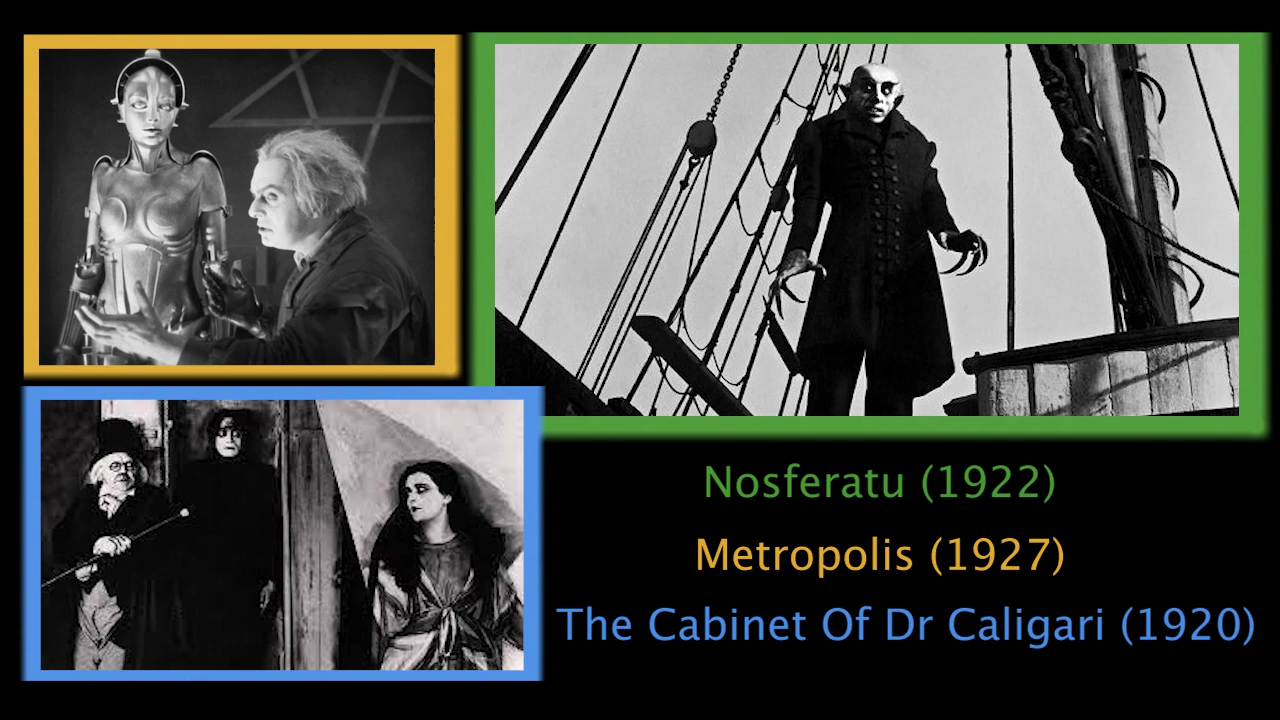 Nosferatu (1922)
Metropolis (1927)
The Cabinet Of Dr Caligari (1920)